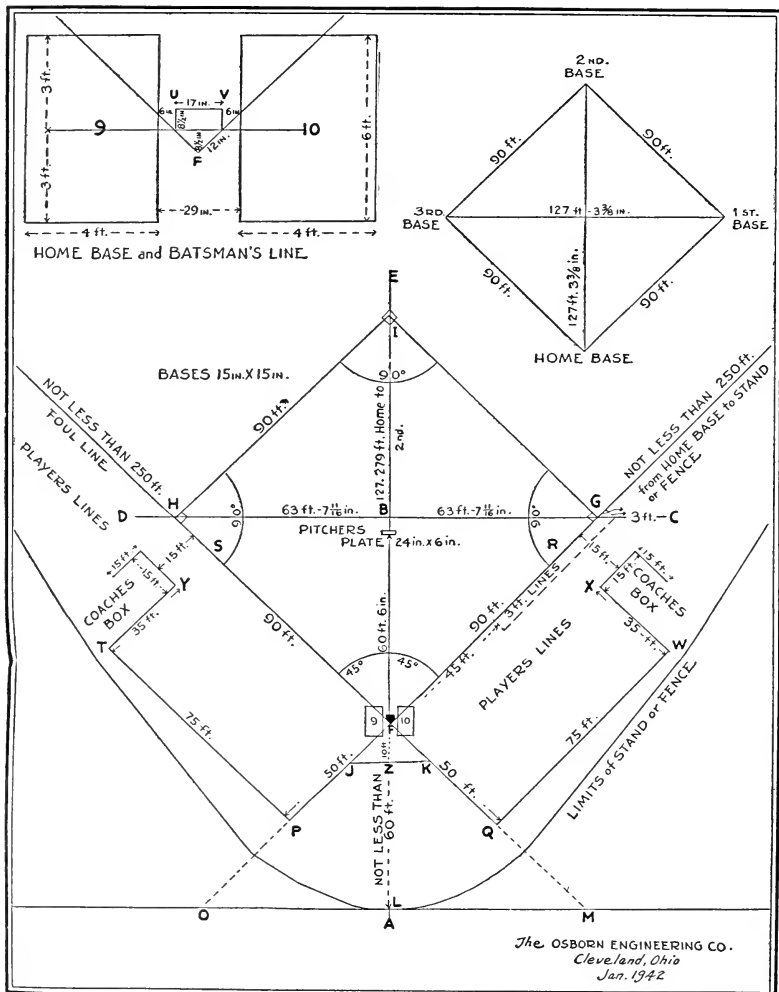 3 ft.
3 ft.
9
U
V
17 IN.
6 IN
6 IN
8½ IN
8½ IN
12 IN.
F
10
6 ft.
29 IN.
4 ft.
4 ft.
HOME BASE and BATSMAN'S LINE
2 ND.
BASE
90 ft.
90 ft.
3 RD.
BASE
127 ft - 3⅜ in.
1 ST.
BASE
127 ft. 3⅜ in.
90 ft.
90 ft.
HOME BASE
E
I
90°
BASES 15 IN. X 15 IN.
90 ft.
127.279 ft. Home to
2nd.
NOT LESS THAN 250 ft.
FOUL LINE
PLAYERS LINES
NOT LESS THAN 250 ft.
from HOME BASE to STAND
or FENCE
D
H
63 ft - 7 11/16 in.
B
63 ft - 7 11/16 in.
G
3 ft.
C
90°
90°
PITCHERS
PLATE 24 in. x 6 in.
S
R
15 ft.
15 ft.
15 ft.
Y
COACHES
BOX
35 ft.
T
15 ft.
15 ft.
15 ft.
X
COACHES
BOX
35 ft.
W
90 ft.
60 ft. 6 in.
90 ft.
3 ft. LINES
45 ft.
PLAYERS LINES
45°
45°
75 ft.
75 ft.
LIMITS of STAND or FENCE
9
F
10
10 ft
J
Z
K
50 ft.
50 ft.
NOT LESS THAN
60 ft.
P
Q
O
L
A
M
The OSBORN ENGINEERING CO.
Cleveland, Ohio
Jan. 1942